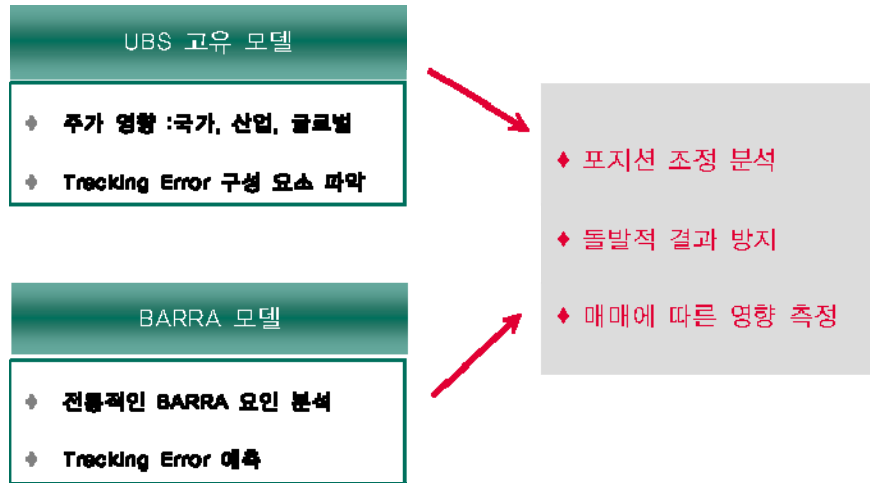 UBS 고유 모델
주가 영향 :국가, 산업, 글로벌
Tracking Error 구성 요소 파악
BARRA 모델
전통적인 BARRA 요인 분석
Tracking Error 예측
♦ 포지션 조정 분석
♦ 돌발적 결과 방지
♦ 매매에 따른 영향 측정